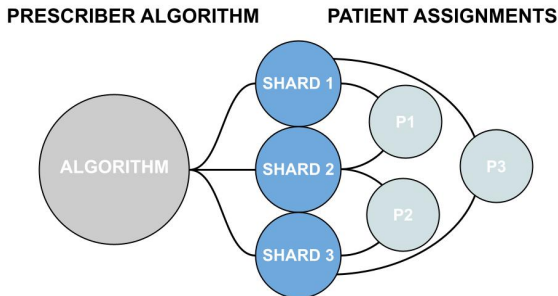 PRESCRIBER ALGORITHM
PATIENT ASSIGNMENTS
SHARD 1
P1
ALGORITHM
SHARD 2
P3
P2
SHARD 3